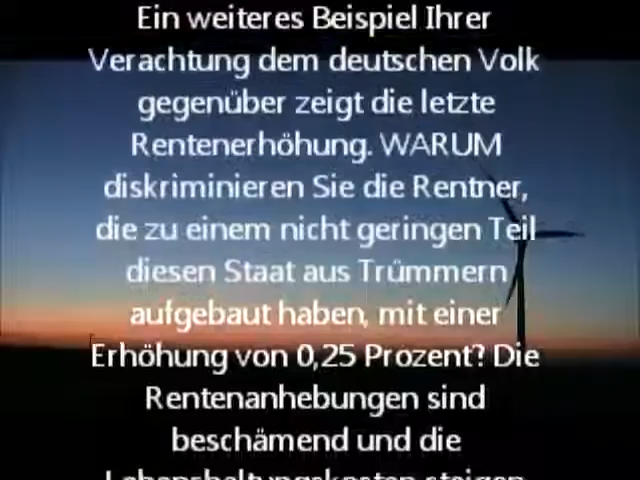 Ein weiteres Beispiel Ihrer
Verachtung dem deutschen Volk
gegenüber zeigt die letzte
Rentenerhöhung. WARUM
diskriminieren Sie die Rentner,
die zu einem nicht geringen Teil
diesen Staat aus Trümmern
aufgebaut haben, mit einer
Erhöhung von 0,25 Prozent? Die
Rentenanhebungen sind
beschämend und die
Lebenshaltungskosten steigen